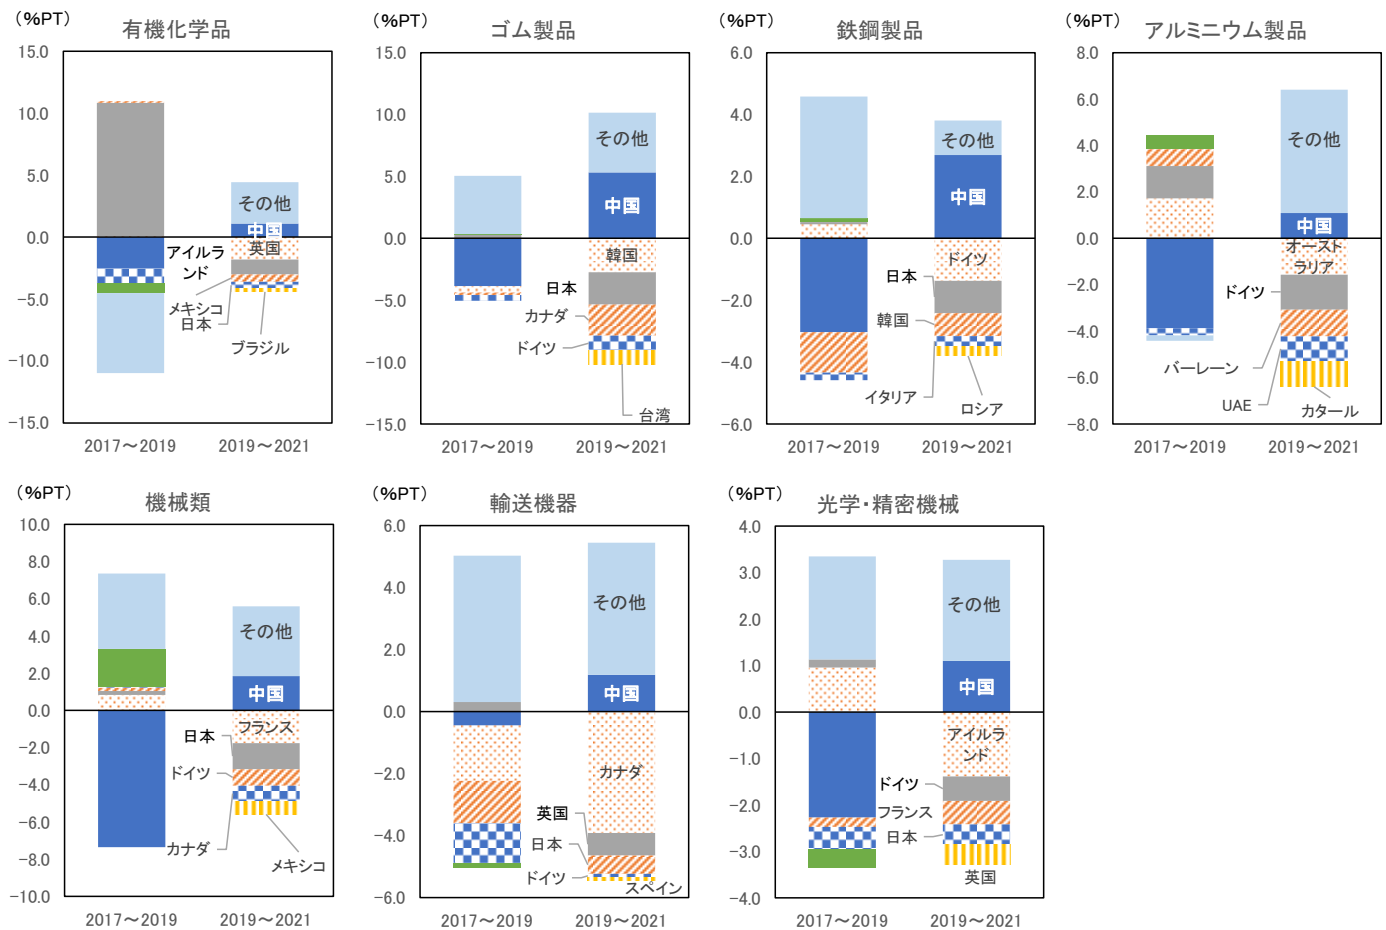 （%PT）
有機化学品
15.0
10.0
5.0
0.0
−5.0
−10.0
−15.0
その他
中国
英国
アイルラ
ンド
メキシコ
日本
ブラジル
2017～2019
2019～2021
（%PT）
ゴム製品
15.0
10.0
5.0
0.0
−5.0
−10.0
−15.0
その他
中国
韓国
日本
カナダ
ドイツ
台湾
2017～2019
2019～2021
（%PT）
鉄鋼製品
6.0
4.0
2.0
0.0
−2.0
−4.0
−6.0
その他
中国
ドイツ
日本
韓国
イタリア
ロシア
2017～2019
2019～2021
（%PT）
アルミニウム製品
8.0
6.0
4.0
2.0
0.0
−2.0
−4.0
−6.0
−8.0
その他
中国
オースト
ラリア
ドイツ
バーレーン
UAE
カタール
2017～2019
2019～2021
（%PT）
機械類
10.0
8.0
6.0
4.0
2.0
0.0
−2.0
−4.0
−6.0
−8.0
−10.0
その他
中国
フランス
日本
ドイツ
カナダ
メキシコ
2017～2019
2019～2021
（%PT）
輸送機器
6.0
4.0
2.0
0.0
−2.0
−4.0
−6.0
その他
中国
カナダ
英国
日本
ドイツ
スペイン
2017～2019
2019～2021
（%PT）
光学・精密機械
4.0
3.0
2.0
1.0
0.0
−1.0
−2.0
−3.0
−4.0
その他
中国
アイルラ
ンド
ドイツ
フランス
日本
英国
2017～2019
2019～2021